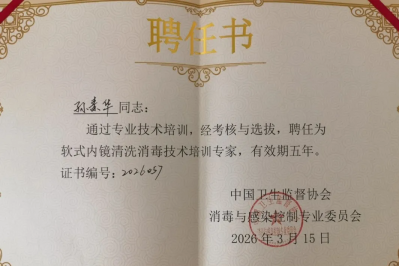 聘任书
孙春华 同志：
通过专业技术培训，经考核与选拔，聘任为
软式内镜清洗消毒技术培训专家，有效期五年。
证书编号：2026057
中国卫生监督协会
消毒与感染控制专业委员会
2026年3月15日